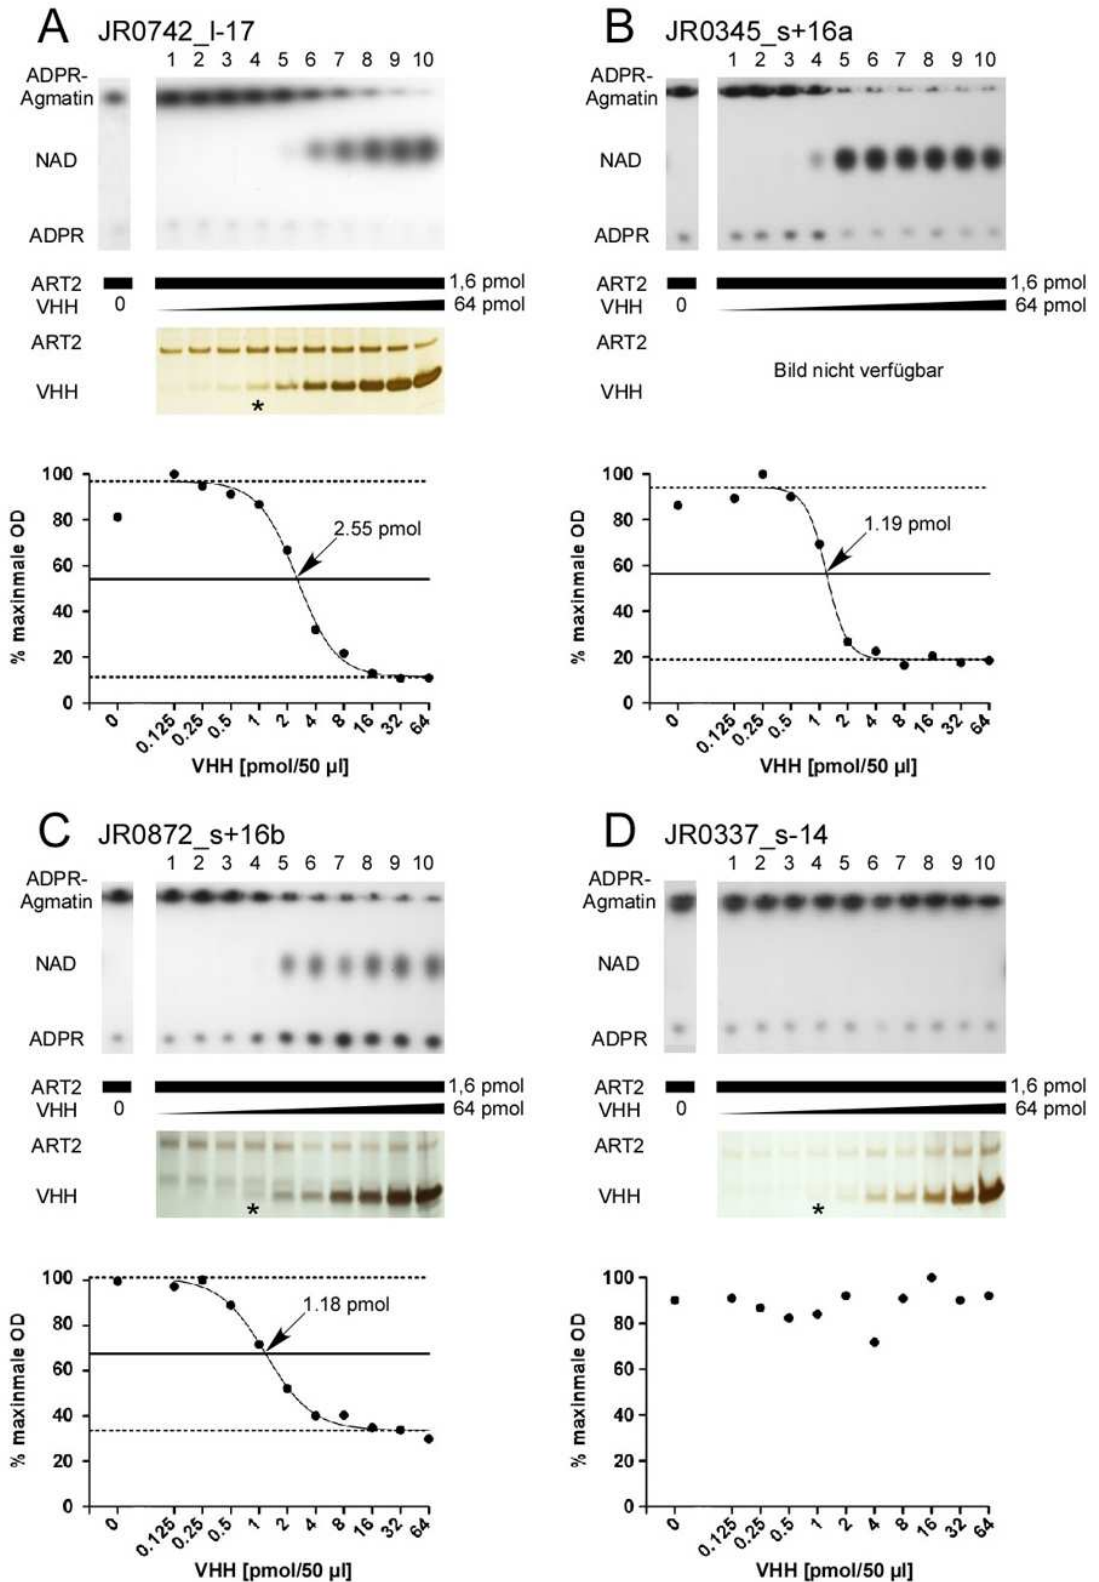 A JR0742_l-17
1 2 3 4 5 6 7 8 9 10
ADPR-
Agmatin
NAD
ADPR
ART2 1,6 pmol
VHH 0 64 pmol
ART2
VHH
*
% maxinmale OD
100
80
60
40
20
0
2.55 pmol
0 0.125 0.25 0.5 1 2 4 8 16 32 64
VHH [pmol/50 µl]
B JR0345_s+16a
1 2 3 4 5 6 7 8 9 10
ADPR-
Agmatin
NAD
ADPR
ART2 1,6 pmol
VHH 0 64 pmol
ART2
VHH
Bild nicht verfügbar
% maxinmale OD
100
80
60
40
20
0
1.19 pmol
0 0.125 0.25 0.5 1 2 4 8 16 32 64
VHH [pmol/50 µl]
C JR0872_s+16b
1 2 3 4 5 6 7 8 9 10
ADPR-
Agmatin
NAD
ADPR
ART2 1,6 pmol
VHH 0 64 pmol
ART2
VHH
*
% maxinmale OD
100
80
60
40
20
0
1.18 pmol
0 0.125 0.25 0.5 1 2 4 8 16 32 64
VHH [pmol/50 µl]
D JR0337_s-14
1 2 3 4 5 6 7 8 9 10
ADPR-
Agmatin
NAD
ADPR
ART2 1,6 pmol
VHH 0 64 pmol
ART2
VHH
*
% maxinmale OD
100
80
60
40
20
0
0 0.125 0.25 0.5 1 2 4 8 16 32 64
VHH [pmol/50 µl]